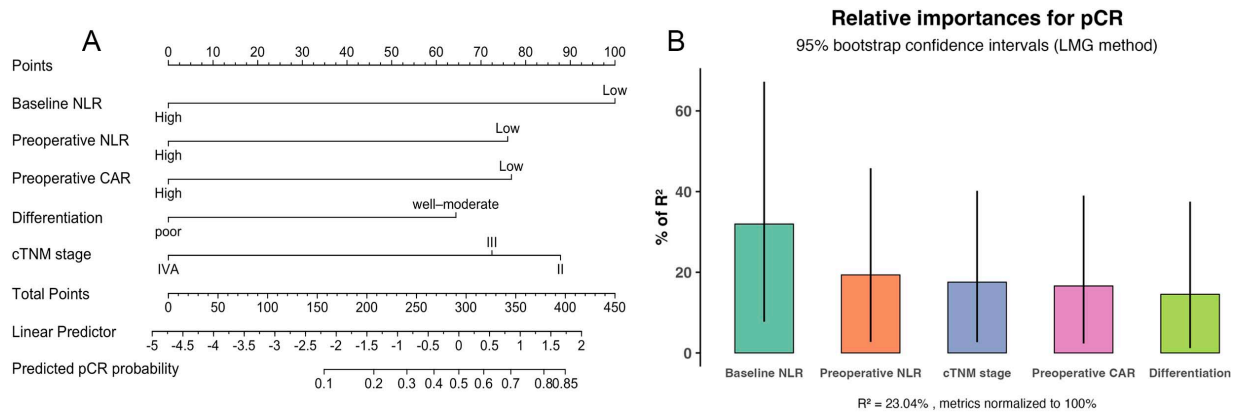 A
0 10 20 30 40 50 60 70 80 90 100
Points
Low
Baseline NLR
High
Low
Preoperative NLR
High
Low
Preoperative CAR
High
well–moderate
Differentiation
poor
III
cTNM stage
IVA II
Total Points
0 50 100 150 200 250 300 350 400 450
Linear Predictor
-5 -4.5 -4 -3.5 -3 -2.5 -2 -1.5 -1 -0.5 0 0.5 1 1.5 2
Predicted pCR probability
0.1 0.2 0.3 0.4 0.5 0.6 0.7 0.80.85
B
Relative importances for pCR
95% bootstrap confidence intervals (LMG method)
% of R²
60
40
20
0
Baseline NLR Preoperative NLR cTNM stage Preoperative CAR Differentiation
R² = 23.04% , metrics normalized to 100%